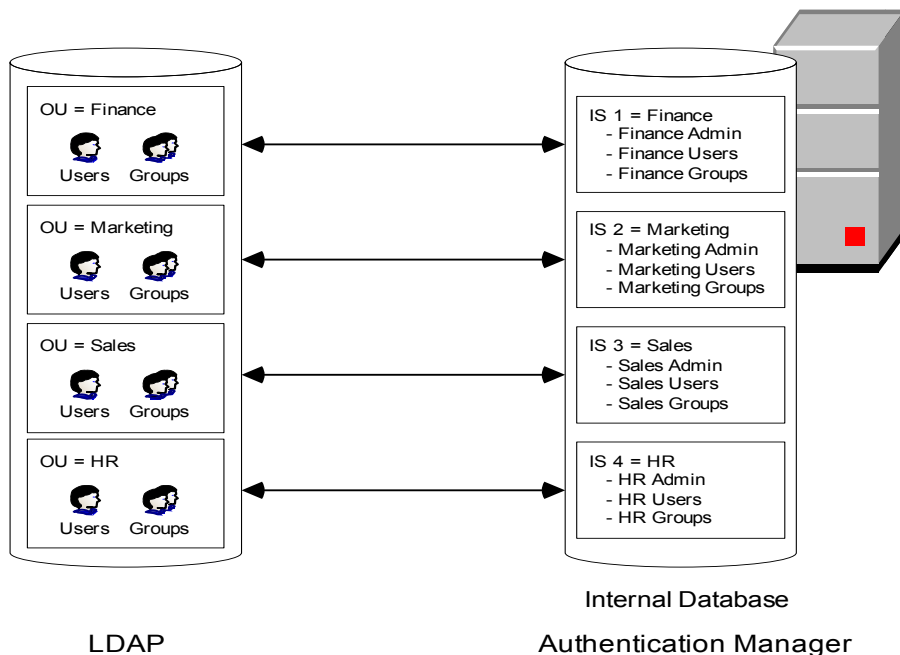 OU = Finance
Users Groups
OU = Marketing
Users Groups
OU = Sales
Users Groups
OU = HR
Users Groups
LDAP
IS 1 = Finance
- Finance Admin
- Finance Users
- Finance Groups
IS 2 = Marketing
- Marketing Admin
- Marketing Users
- Marketing Groups
IS 3 = Sales
- Sales Admin
- Sales Users
- Sales Groups
IS 4 = HR
- HR Admin
- HR Users
- HR Groups
Internal Database
Authentication Manager